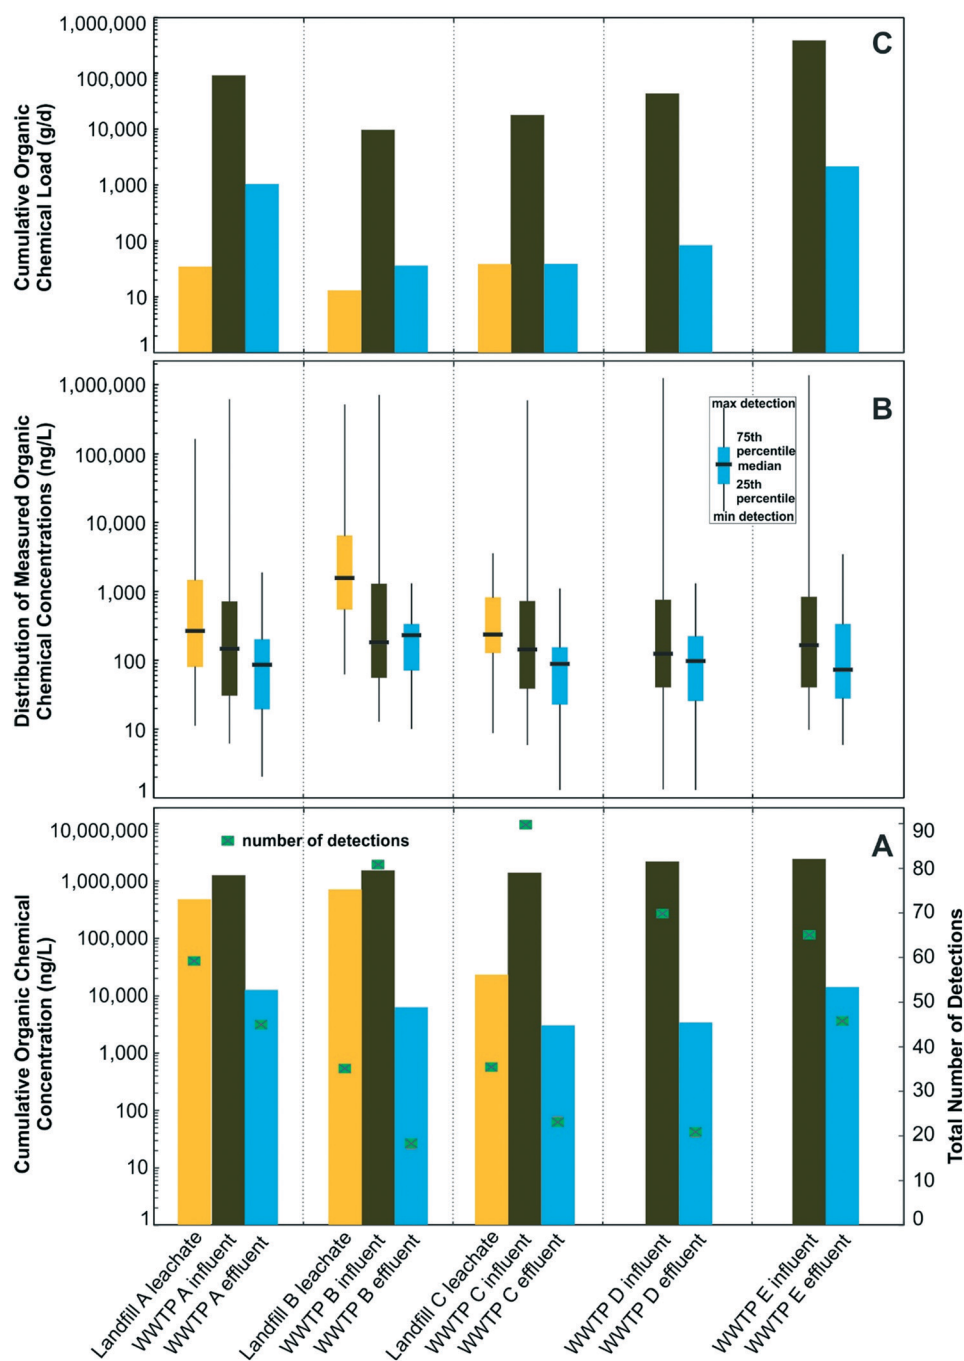 C
Cumulative Organic
Chemical Load (g/d)
1,000,000
100,000
10,000
1,000
100
10
1
B
Distribution of Measured Organic
Chemical Concentrations (ng/L)
1,000,000
100,000
10,000
1,000
100
10
1
max detection
75th
percentile
median
25th
percentile
min detection
A
Cumulative Organic Chemical
Concentration (ng/L)
10,000,000
1,000,000
100,000
10,000
1,000
100
10
1
number of detections
90
80
70
60
50
40
30
20
10
0
Total Number of Detections
Landfill A leachate
WWTP A influent
WWTP A effluent
Landfill B leachate
WWTP B influent
WWTP B effluent
Landfill C leachate
WWTP C influent
WWTP C effluent
WWTP D influent
WWTP D effluent
WWTP E influent
WWTP E effluent